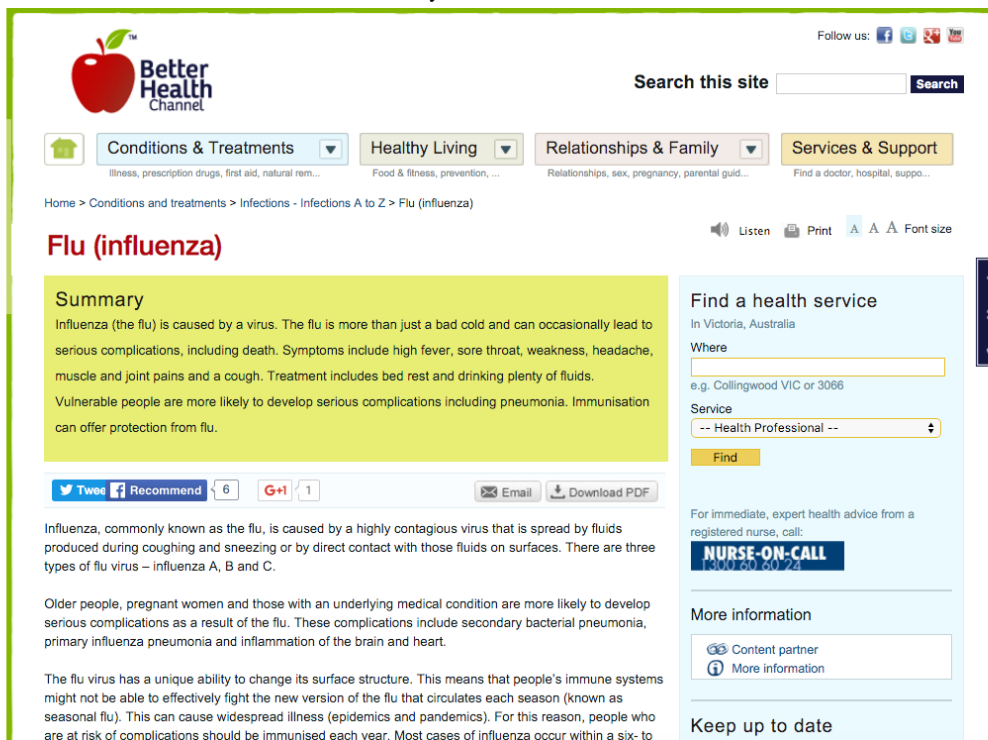 Follow us:
Better
Health
Channel
TM
Search this site
Search
Conditions & Treatments
Healthy Living
Relationships & Family
Services & Support
Illness, prescription drugs, first aid, natural rem...
Food & fitness, prevention, ...
Relationships, sex, pregnancy, parental guid...
Find a doctor, hospital, suppo...
Home > Conditions and treatments > Infections - Infections A to Z > Flu (influenza)
Listen Print A A A Font size
Flu (influenza)
Summary
Influenza (the flu) is caused by a virus. The flu is more than just a bad cold and can occasionally lead to
serious complications, including death. Symptoms include high fever, sore throat, weakness, headache,
muscle and joint pains and a cough. Treatment includes bed rest and drinking plenty of fluids.
Vulnerable people are more likely to develop serious complications including pneumonia. Immunisation
can offer protection from flu.
Twee Recommend 6 G+1 1 Email Download PDF
Influenza, commonly known as the flu, is caused by a highly contagious virus that is spread by fluids
produced during coughing and sneezing or by direct contact with those fluids on surfaces. There are three
types of flu virus – influenza A, B and C.
Older people, pregnant women and those with an underlying medical condition are more likely to develop
serious complications as a result of the flu. These complications include secondary bacterial pneumonia,
primary influenza pneumonia and inflammation of the brain and heart.
The flu virus has a unique ability to change its surface structure. This means that people's immune systems
might not be able to effectively fight the new version of the flu that circulates each season (known as
seasonal flu). This can cause widespread illness (epidemics and pandemics). For this reason, people who
are at risk of complications should be immunised each year. Most cases of influenza occur within a six- to
Find a health service
In Victoria, Australia
Where
e.g. Collingwood VIC or 3066
Service
-- Health Professional --
Find
For immediate, expert health advice from a
registered nurse, call:
NURSE-ON-CALL
1300 60 60 24
More information
Content partner
More information
Keep up to date